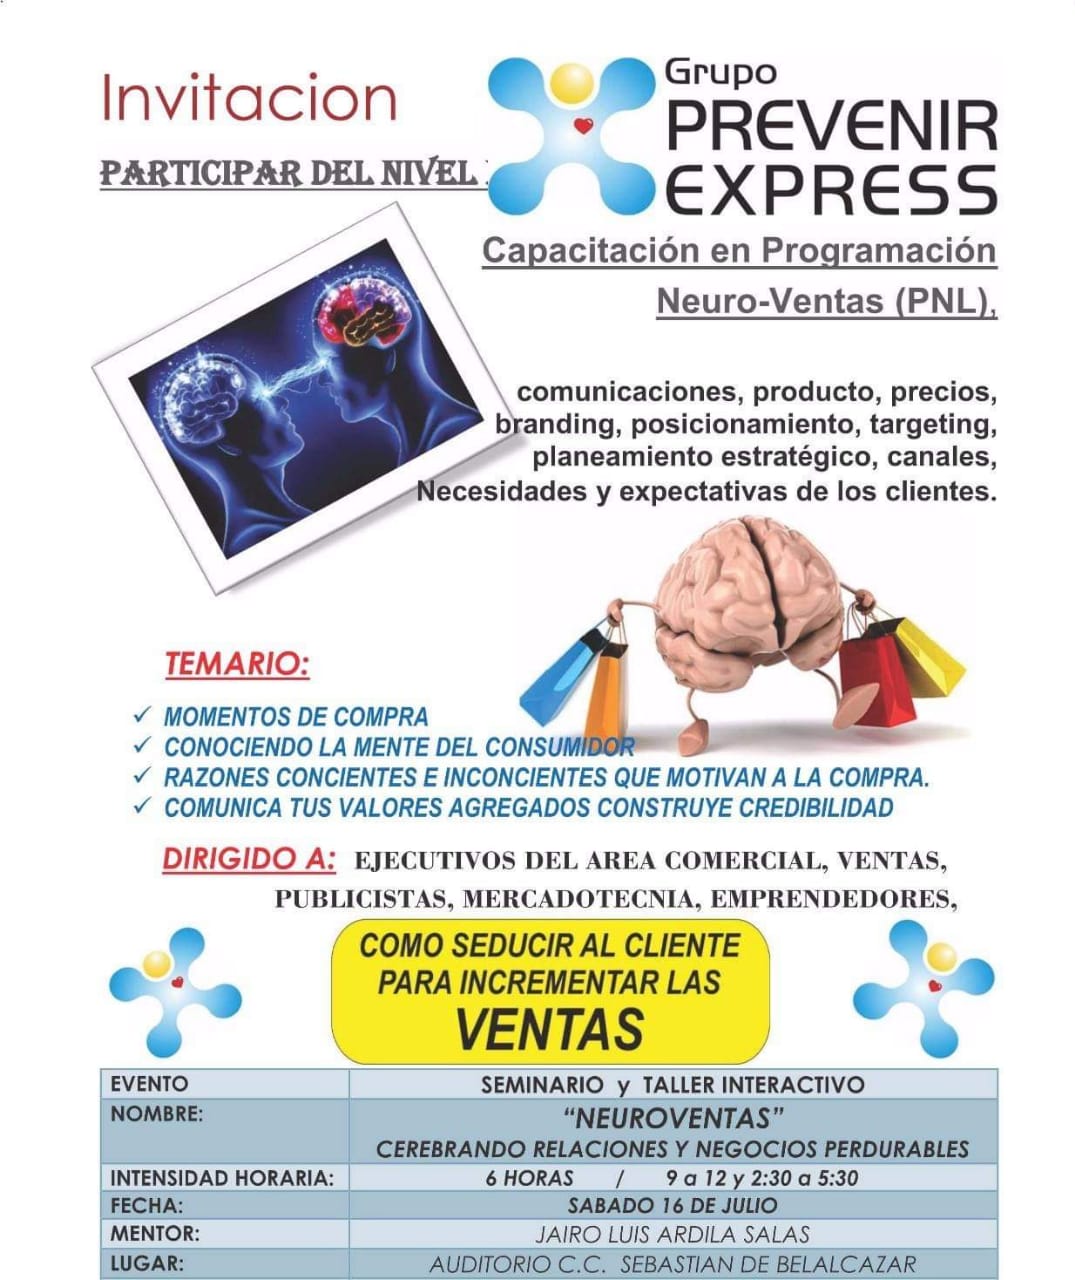 Invitacion
Grupo
PREVENIR
EXPRESS
PARTICIPAR DEL NIVEL
Capacitación en Programación
Neuro-Ventas (PNL),
comunicaciones, producto, precios,
branding, posicionamiento, targeting,
planeamiento estratégico, canales,
Necesidades y expectativas de los clientes.
TEMARIO:
✓ MOMENTOS DE COMPRA
✓ CONOCIENDO LA MENTE DEL CONSUMIDOR
✓ RAZONES CONCIENTES E INCONCIENTES QUE MOTIVAN A LA COMPRA.
✓ COMUNICA TUS VALORES AGREGADOS CONSTRUYE CREDIBILIDAD
DIRIGIDO A: EJECUTIVOS DEL AREA COMERCIAL, VENTAS,
PUBLICISTAS, MERCADOTECNIA, EMPRENDEDORES,
COMO SEDUCIR AL CLIENTE
PARA INCREMENTAR LAS
VENTAS
EVENTO SEMINARIO y TALLER INTERACTIVO
NOMBRE: “NEUROVENTAS”
CEREBRANDO RELACIONES Y NEGOCIOS PERDURABLES
INTENSIDAD HORARIA: 6 HORAS / 9 a 12 y 2:30 a 5:30
FECHA: SABADO 16 DE JULIO
MENTOR: JAIRO LUIS ARDILA SALAS
LUGAR: AUDITORIO C.C. SEBASTIAN DE BELALCAZAR